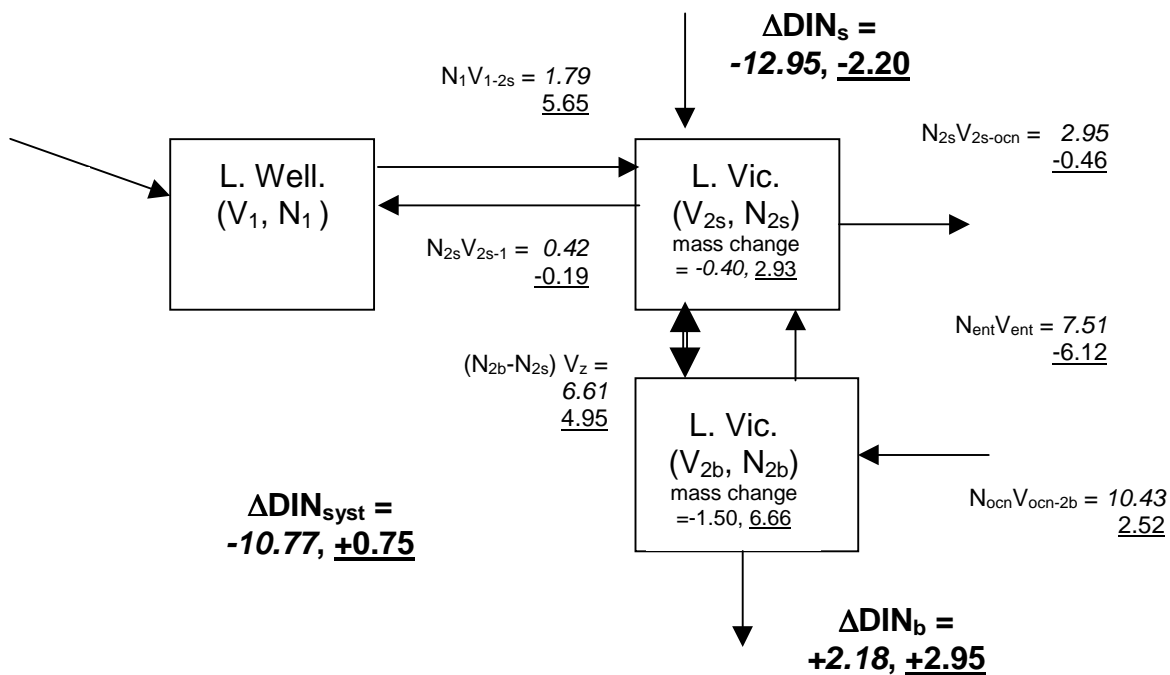 ΔDINₛ =
-12.95, -2.20
N₁V₁₋₂ₛ = 1.79
5.65
N₂ₛV₂ₛ₋ₒcₙ = 2.95
-0.46
L. Well.
(V₁, N₁ )
L. Vic.
(V₂ₛ, N₂ₛ)
mass change
= -0.40, 2.93
N₂ₛV₂ₛ₋₁ = 0.42
-0.19
NₑₙₜVₑₙₜ = 7.51
-6.12
(N₂b-N₂ₛ) Vz =
6.61
4.95
L. Vic.
(V₂b, N₂b)
mass change
=-1.50, 6.66
NₒcₙVₒcₙ₋₂b = 10.43
2.52
ΔDINₛyₛₜ =
-10.77, +0.75
ΔDINb =
+2.18, +2.95